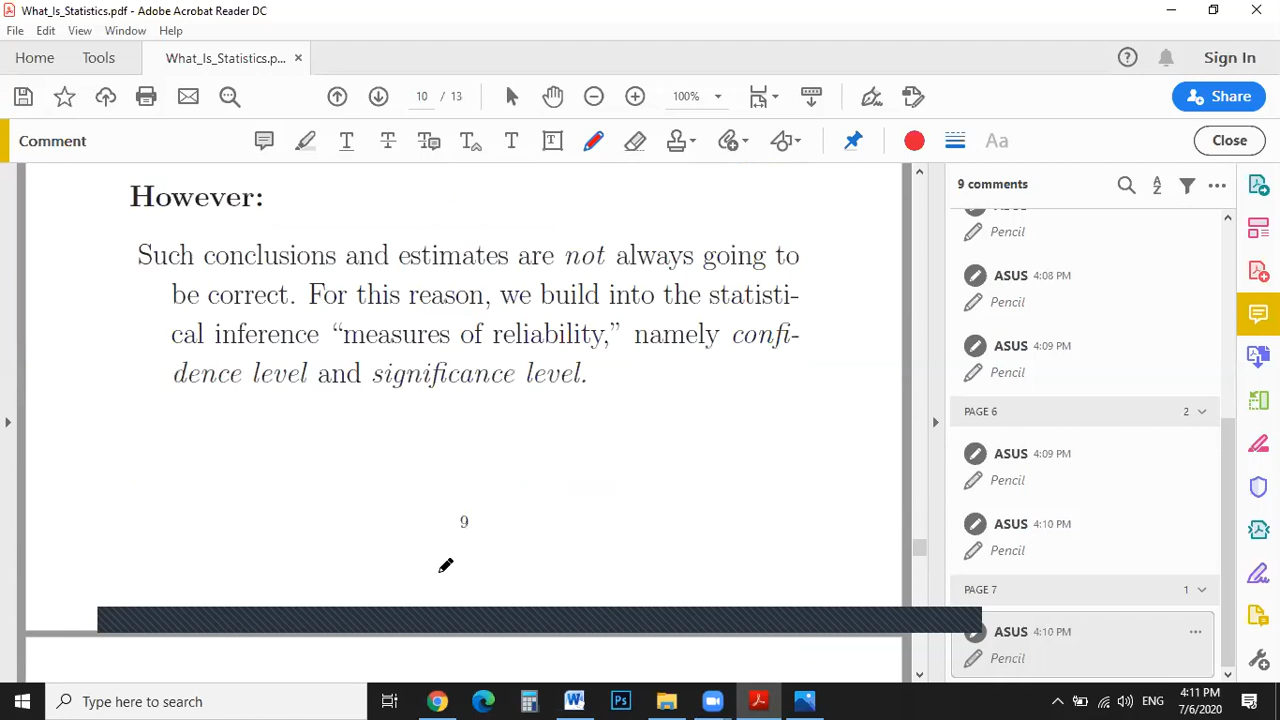 What_Is_Statistics.pdf - Adobe Acrobat Reader DC
File Edit View Window Help
Home Tools What_Is_Statistics.p... × Sign In
10 / 13 100% Share
Comment Aa Close
However:
Such conclusions and estimates are not always going to
be correct. For this reason, we build into the statisti-
cal inference “measures of reliability,” namely confi-
dence level and significance level.
9
9 comments
Pencil
ASUS 4:08 PM
Pencil
ASUS 4:09 PM
Pencil
PAGE 6 2
ASUS 4:09 PM
Pencil
ASUS 4:10 PM
Pencil
PAGE 7 1
ASUS 4:10 PM
Pencil
Type here to search
ENG
4:11 PM
7/6/2020